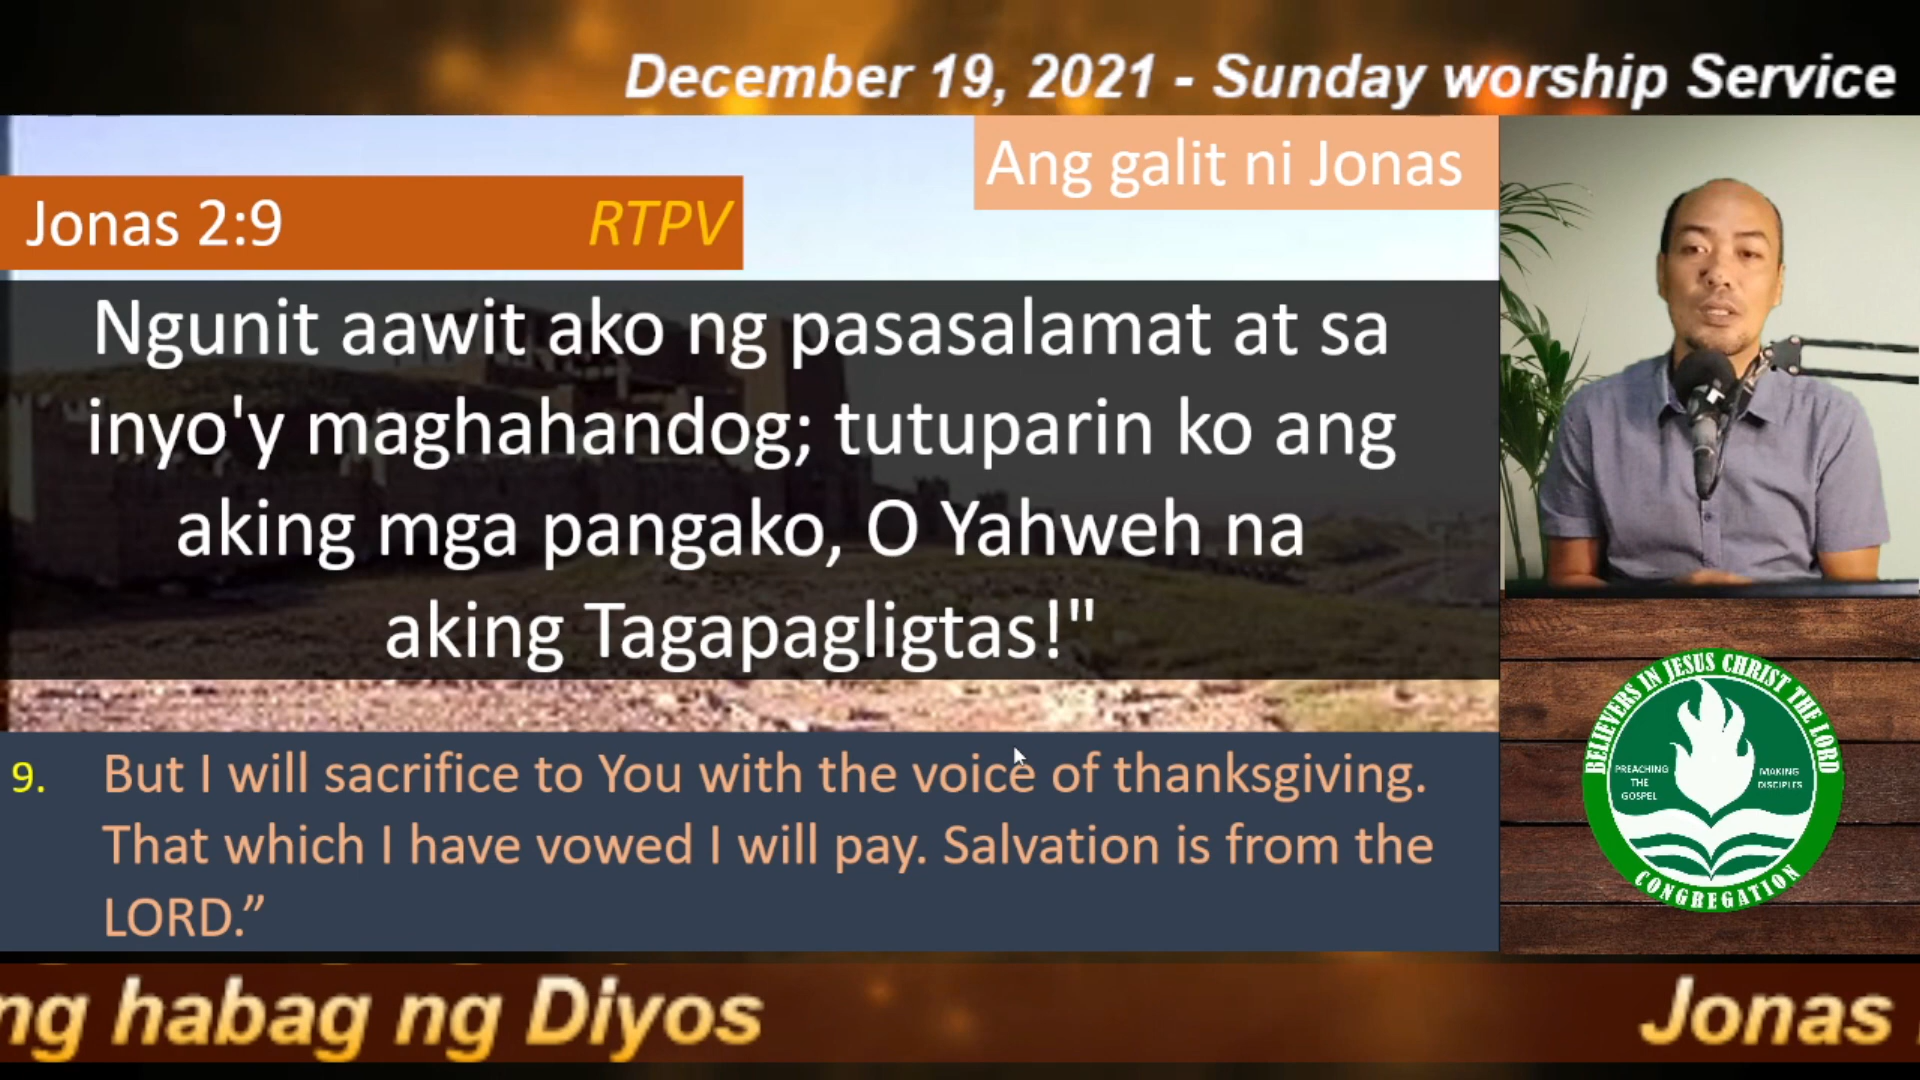 December 19, 2021 - Sunday worship Service
Ang galit ni Jonas
Jonas 2:9 RTPV
Ngunit aawit ako ng pasasalamat at sa
inyo'y maghahandog; tutuparin ko ang
aking mga pangako, O Yahweh na
aking Tagapagligtas!"
9. But I will sacrifice to You with the voice of thanksgiving.
That which I have vowed I will pay. Salvation is from the
LORD.”
BELIEVERS IN JESUS CHRIST THE LORD
PREACHING
THE
GOSPEL
MAKING
DISCIPLES
CONGREGATION
ng habag ng Diyos
Jonas